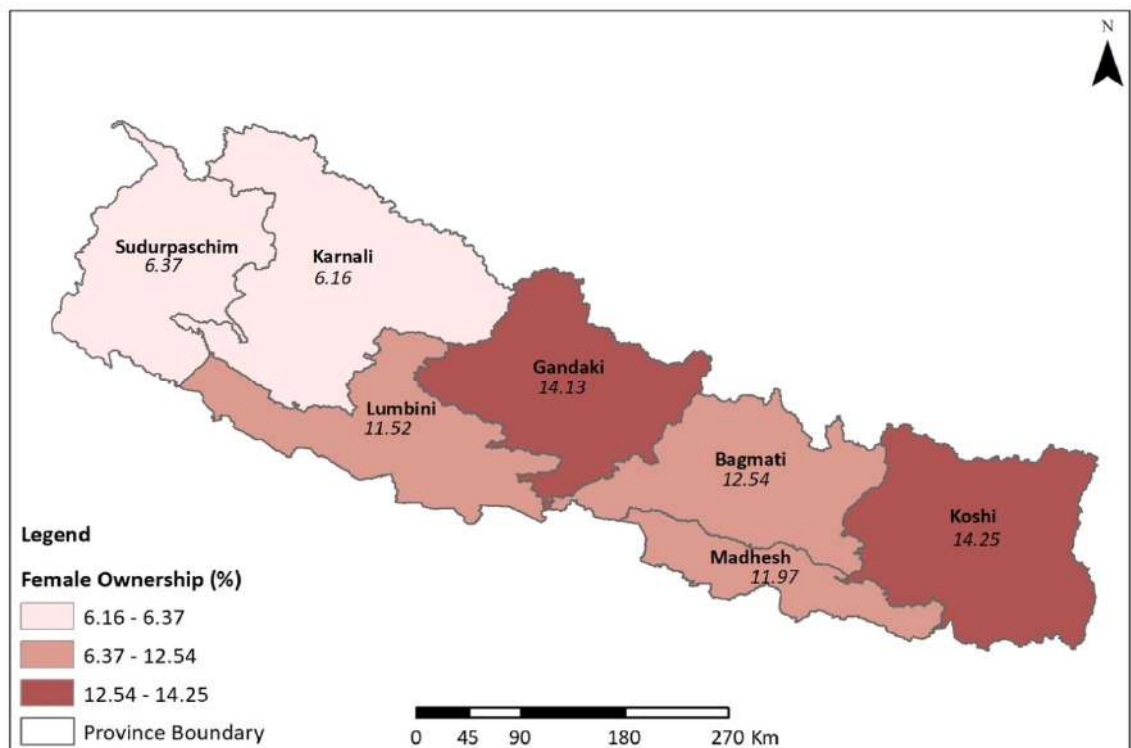 N
Sudurpaschim
6.37
Karnali
6.16
Gandaki
14.13
Lumbini
11.52
Bagmati
12.54
Koshi
14.25
Madhesh
11.97
Legend
Female Ownership (%)
6.16 - 6.37
6.37 - 12.54
12.54 - 14.25
Province Boundary
0 45 90 180 270 Km